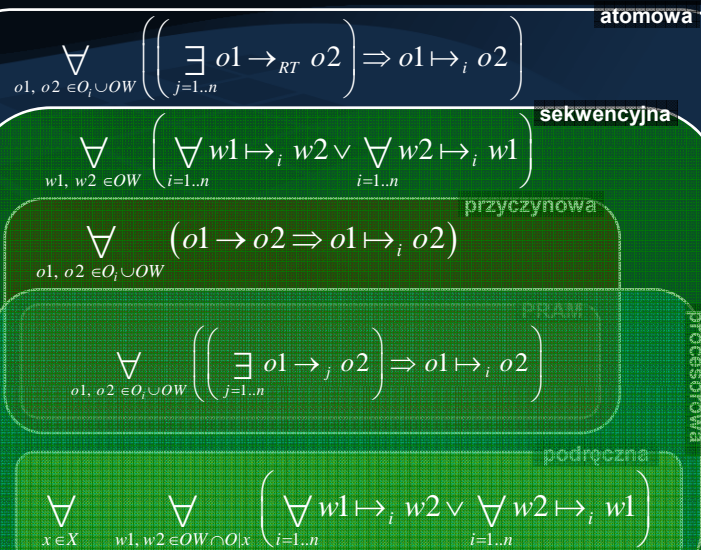 atomowa
∀ o1, o2 ∈ O_i ∪ OW ((∃ j=1..n o1 →_RT o2) ⇒ o1 ↦_i o2)
sekwencyjna
∀ w1, w2 ∈ OW (∀ i=1..n w1 ↦_i w2 ∨ ∀ i=1..n w2 ↦_i w1)
przyczynowa
∀ o1, o2 ∈ O_i ∪ OW (o1 → o2 ⇒ o1 ↦_i o2)
PRAM
procesorowa
∀ o1, o2 ∈ O_i ∪ OW ((∃ j=1..n o1 →_j o2) ⇒ o1 ↦_i o2)
podręczna
∀ x∈X ∀ w1, w2 ∈ OW ∩ O|x (∀ i=1..n w1 ↦_i w2 ∨ ∀ i=1..n w2 ↦_i w1)